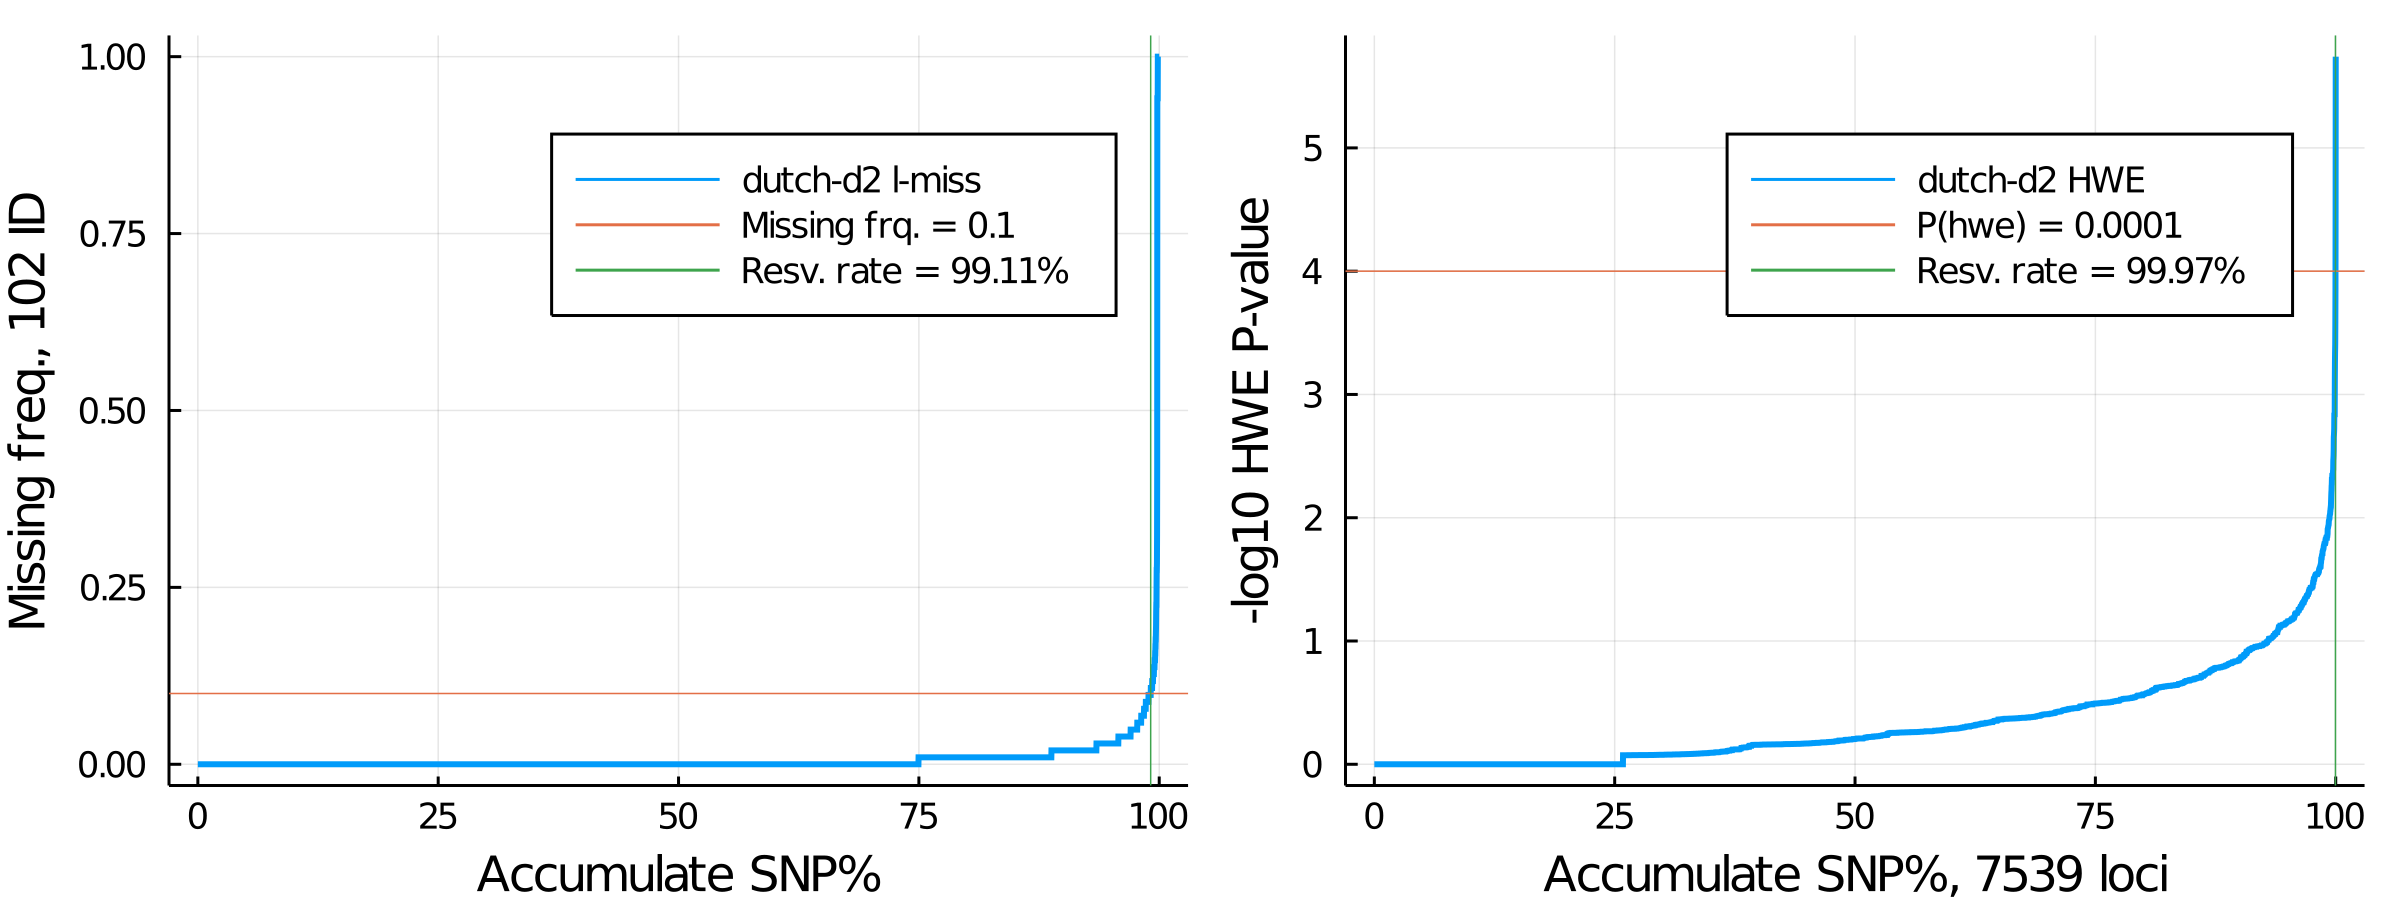 Missing freq., 102 ID
1.00
0.75
0.50
0.25
0.00
dutch-d2 l-miss
Missing frq. = 0.1
Resv. rate = 99.11%
0 25 50 75 100
Accumulate SNP%
-log10 HWE P-value
5
4
3
2
1
0
dutch-d2 HWE
P(hwe) = 0.0001
Resv. rate = 99.97%
0 25 50 75 100
Accumulate SNP%, 7539 loci